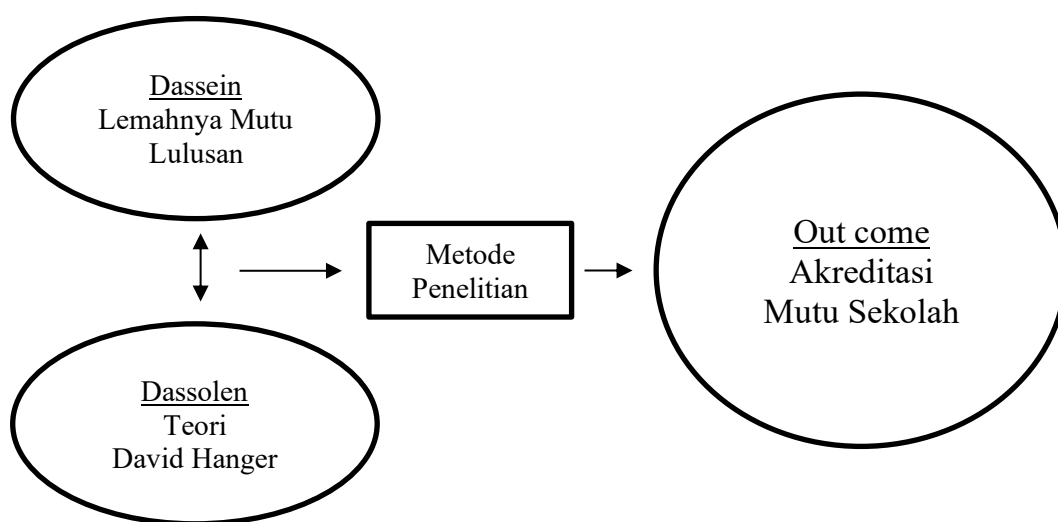 Dassein
Lemahnya Mutu
Lulusan
Metode
Penelitian
Out come
Akreditasi
Mutu Sekolah
Dassolen
Teori
David Hanger